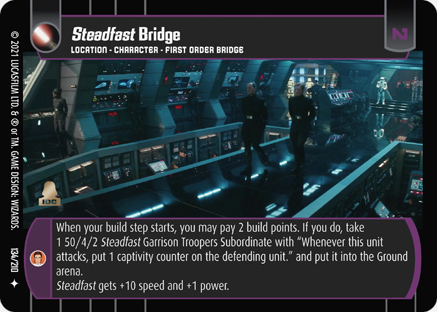 Steadfast Bridge
LOCATION - CHARACTER - FIRST ORDER BRIDGE
N
When your build step starts, you may pay 2 build points. If you do, take
1 50/4/2 Steadfast Garrison Troopers Subordinate with “Whenever this unit
attacks, put 1 captivity counter on the defending unit.” and put it into the Ground
arena.
Steadfast gets +10 speed and +1 power.
© 2021 LUCASFILM LTD. & ® or TM. GAME DESIGN: WIZARDS.
134/210